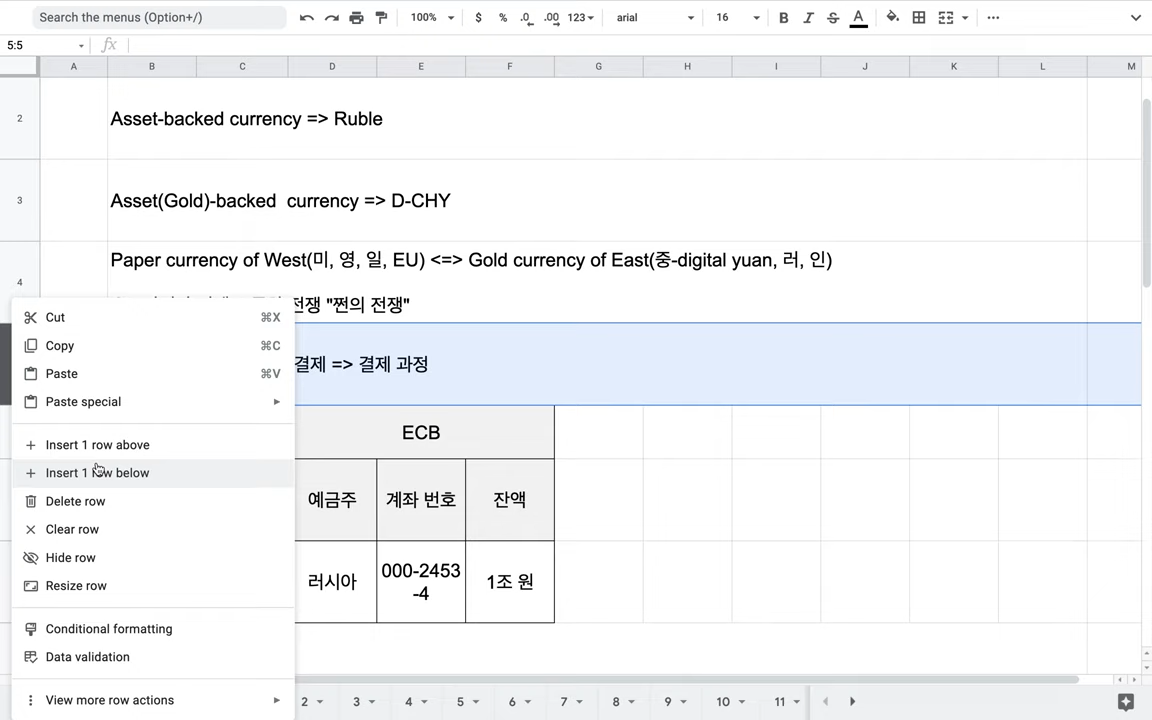 Search the menus (Option+/)
100%
$
%
.0
.00
123
arial
16
B
I
S
A
5:5
fx
A
B
C
D
E
F
G
H
I
J
K
L
M
2
Asset-backed currency => Ruble
3
Asset(Gold)-backed currency => D-CHY
4
Paper currency of West(미, 영, 일, EU) <=> Gold currency of East(중-digital yuan, 러, 인)
전쟁 "쩐의 전쟁"
결제 => 결제 과정
Cut ⌘X
Copy ⌘C
Paste ⌘V
Paste special
Insert 1 row above
Insert 1 row below
Delete row
Clear row
Hide row
Resize row
Conditional formatting
Data validation
View more row actions
ECB
예금주
계좌 번호
잔액
러시아
000-2453
-4
1조 원
2
3
4
5
6
7
8
9
10
11